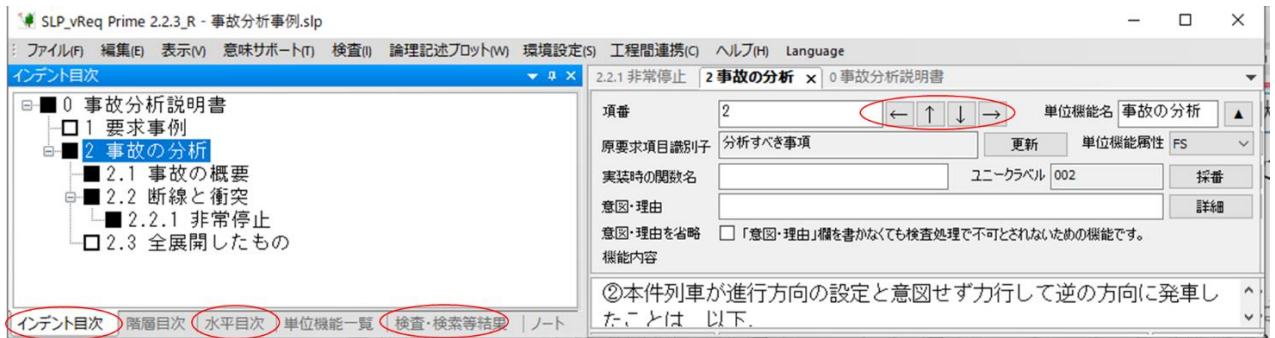 SLP_vReq Prime 2.2.3_R - 事故分析事例.slp
ファイル(F) 編集(E) 表示(V) 意味サポート(T) 検査(I) 論理記述プロット(W) 環境設定(S) 工程間連携(C) ヘルプ(H) Language
インデント目次
0 事故分析説明書
1 要求事例
2 事故の分析
2.1 事故の概要
2.2 断線と衝突
2.2.1 非常停止
2.3 全展開したもの
インデント目次 階層目次 水平目次 単位機能一覧 検査・検索等結果 ノート
2.2.1 非常停止 2 事故の分析 x 0 事故分析説明書
項番 2 ← ↑ ↓ → 単位機能名 事故の分析 ▲
原要求項目識別子 分析すべき事項 更新 単位機能属性 FS
実装時の関数名 ユニークラベル 002 採番
意図・理由 詳細
意図・理由を省略 「意図・理由」欄を書かなくても検査処理で不可とされないための機能です。
機能内容
②本件列車が進行方向の設定と意図せず力行して逆の方向に発車し
たことは 以下.